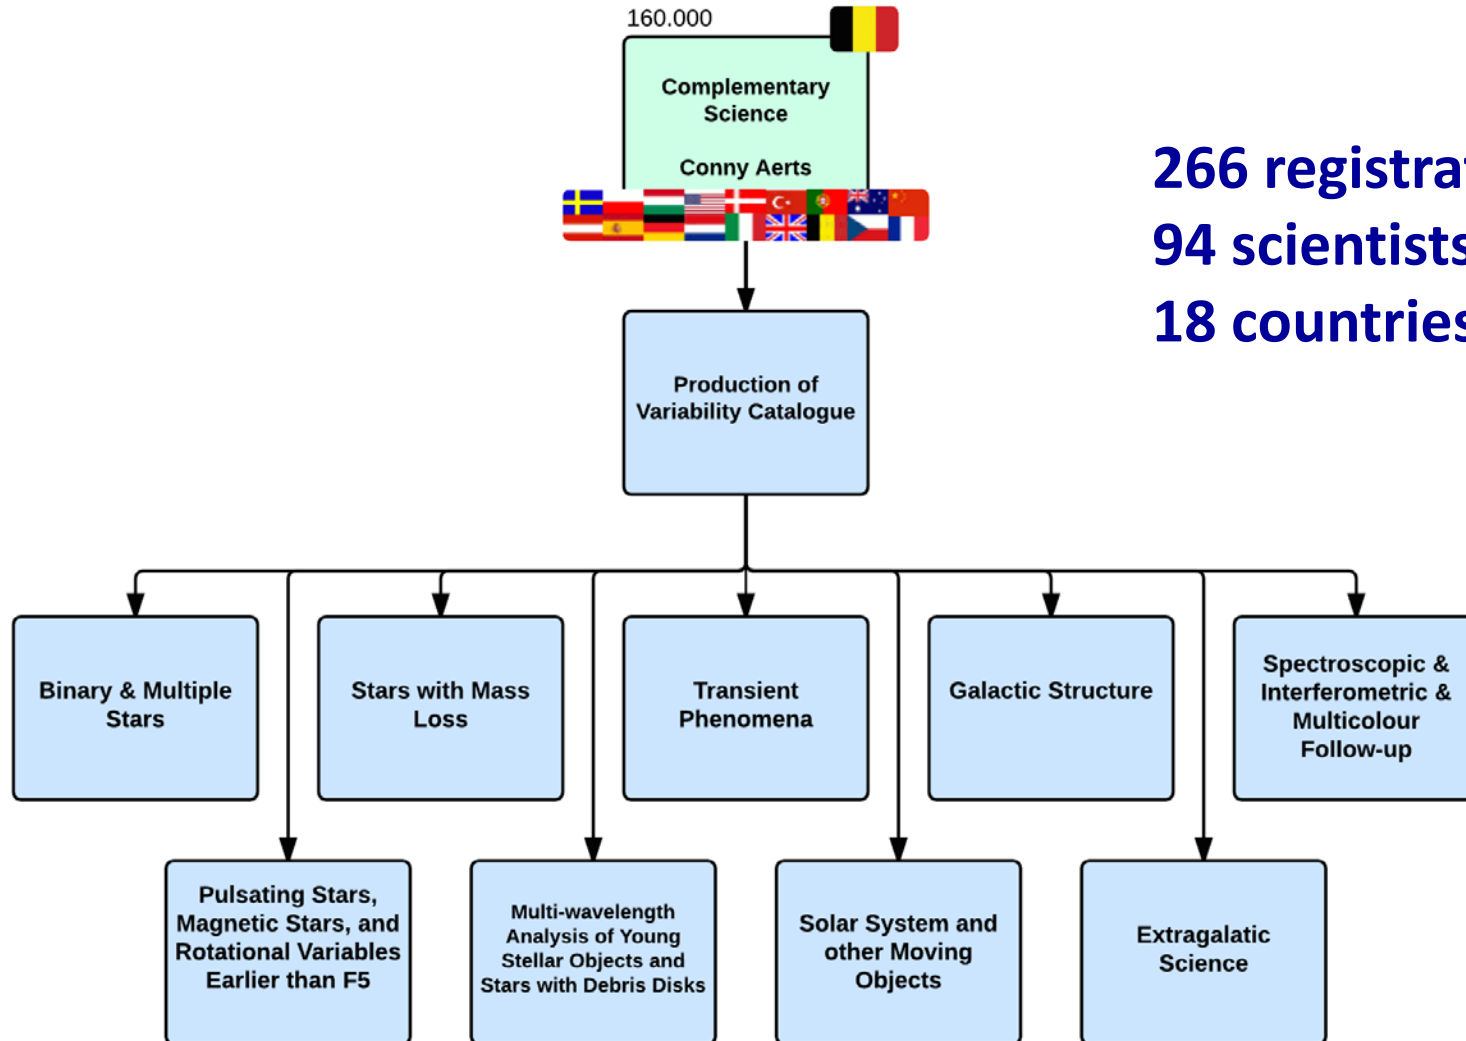 160.000
Complementary
Science
Conny Aerts
266
94 scientists
18 countries
Production of
Variability Catalogue
Binary & Multiple
Stars
Stars with Mass
Loss
Transient
Phenomena
Galactic Structure
Spectroscopic &
Interferometric &
Multicolour
Follow-up
Pulsating Stars,
Magnetic Stars, and
Rotational Variables
Earlier than F5
Multi-wavelength
Analysis of Young
Stellar Objects and
Stars with Debris Disks
Solar System and
other Moving
Objects
Extragalatic
Science